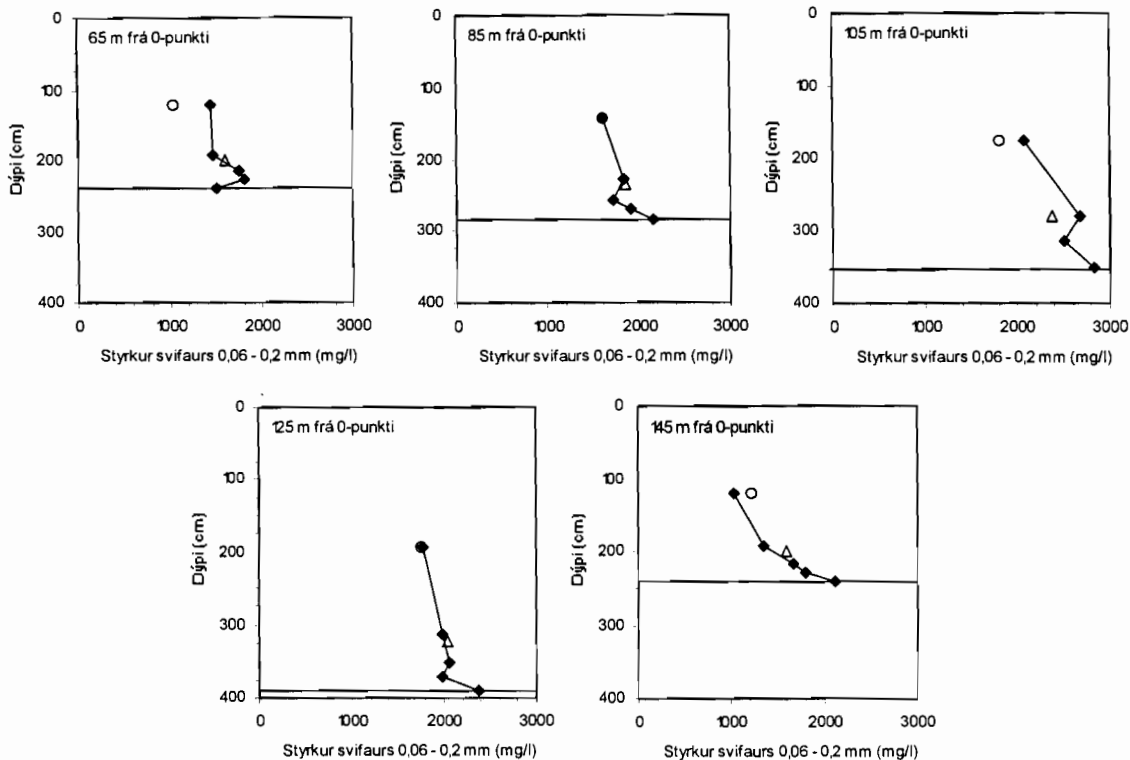 65 m frá 0-punkti
0
100
200
300
400
Dýpi (cm)
0 1000 2000 3000
Styrkur svifaurs 0,06 - 0,2 mm (mg/l)
85 m frá 0-punkti
0
100
200
300
400
Dýpi (cm)
0 1000 2000 3000
Styrkur svifaurs 0,06 - 0,2 mm (mg/l)
105 m frá 0-punkti
0
100
200
300
400
Dýpi (cm)
0 1000 2000 3000
Styrkur svifaurs 0,06 - 0,2 mm (mg/l)
125 m frá 0-punkti
0
100
200
300
400
Dýpi (cm)
0 1000 2000 3000
Styrkur svifaurs 0,06 - 0,2 mm (mg/l)
145 m frá 0-punkti
0
100
200
300
400
Dýpi (cm)
0 1000 2000 3000
Styrkur svifaurs 0,06 - 0,2 mm (mg/l)